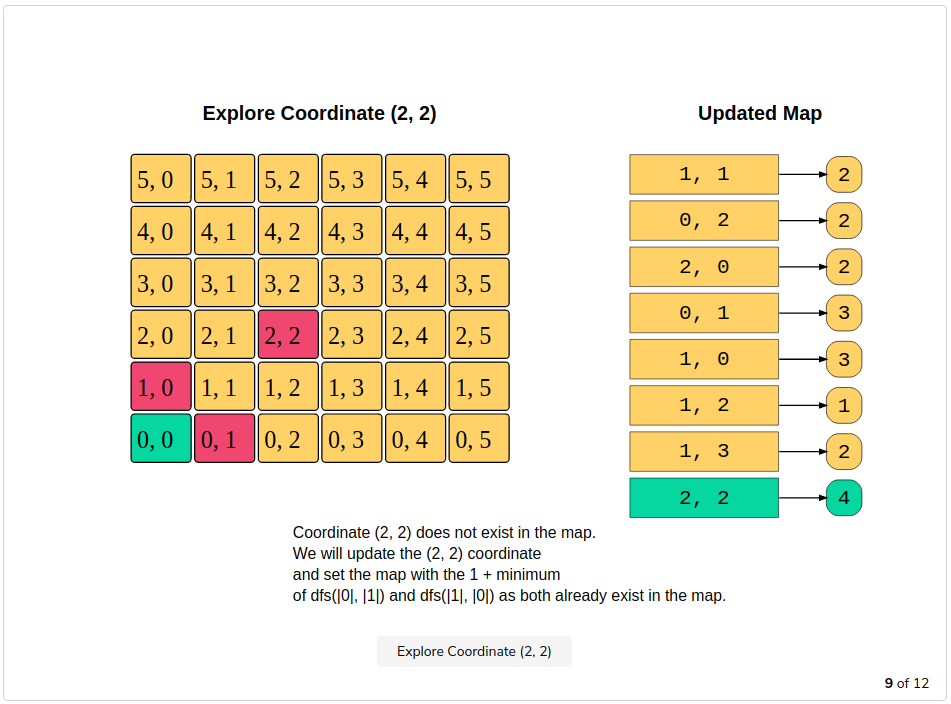 Explore Coordinate (2, 2)
Updated Map
5, 0 5, 1 5, 2 5, 3 5, 4 5, 5
4, 0 4, 1 4, 2 4, 3 4, 4 4, 5
3, 0 3, 1 3, 2 3, 3 3, 4 3, 5
2, 0 2, 1 2, 2 2, 3 2, 4 2, 5
1, 0 1, 1 1, 2 1, 3 1, 4 1, 5
0, 0 0, 1 0, 2 0, 3 0, 4 0, 5
1, 1 2
0, 2 2
2, 0 2
0, 1 3
1, 0 3
1, 2 1
1, 3 2
2, 2 4
Coordinate (2, 2) does not exist in the map.
We will update the (2, 2) coordinate
and set the map with the 1 + minimum
of dfs(|0|, |1|) and dfs(|1|, |0|) as both already exist in the map.
Explore Coordinate (2, 2)
9 of 12